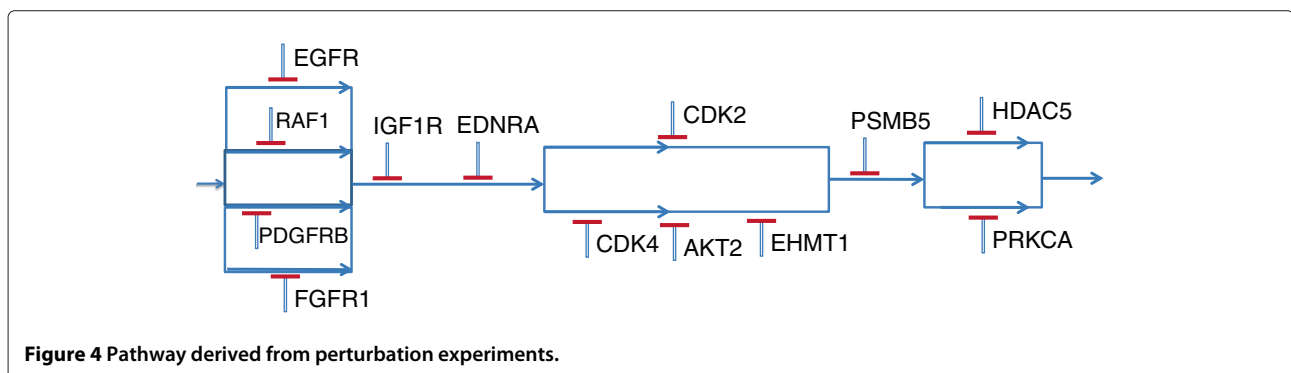 EGFR
RAF1
IGF1R
EDNRA
CDK2
PSMB5
HDAC5
PDGFRB
FGFR1
CDK4
AKT2
EHMT1
PRKCA
Figure 4 Pathway derived from perturbation experiments.